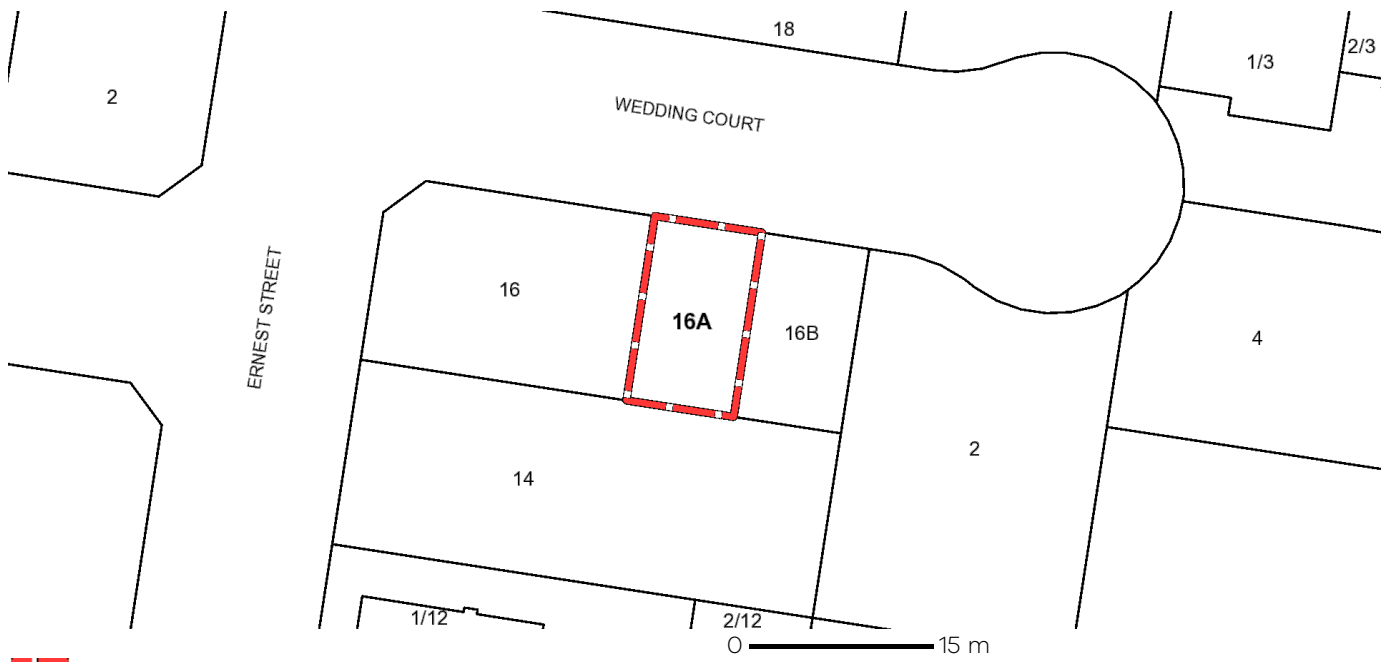 18
1/3
2/3
2
WEDDING COURT
ERNEST STREET
16
16A
16B
4
2
14
1/12
2/12
0 15 m